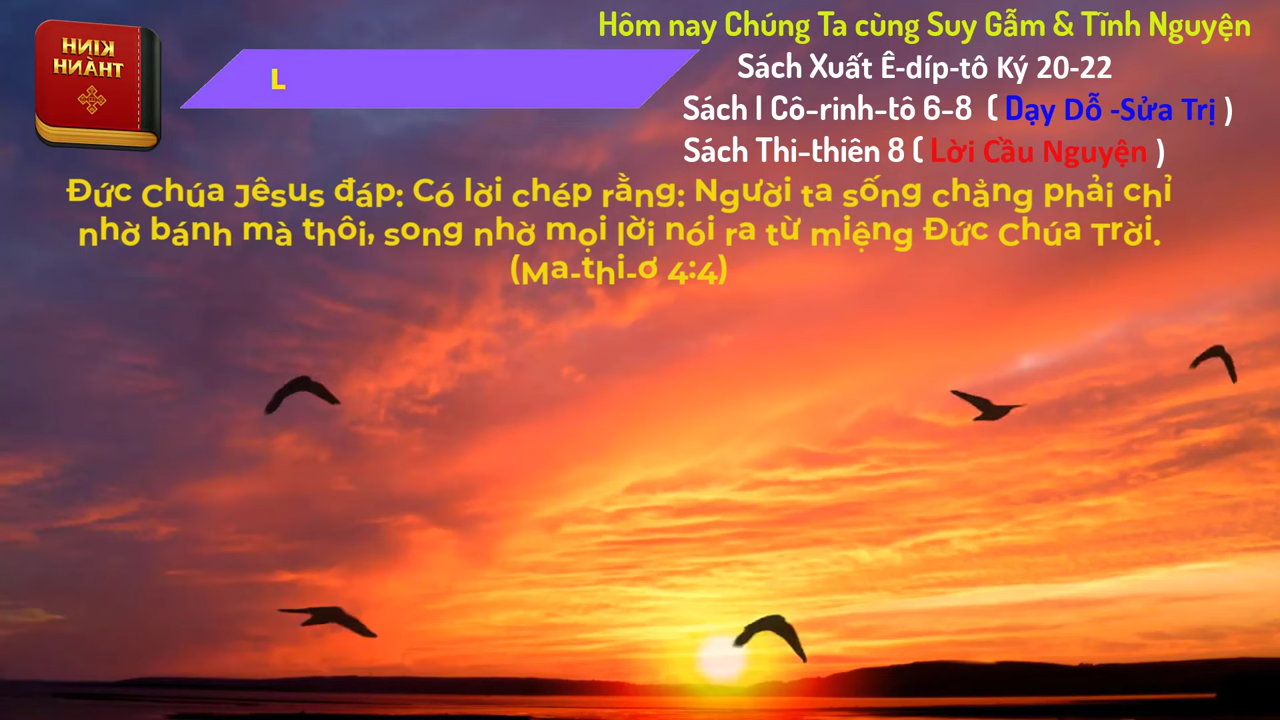 KINH
THÀNH
L
Hôm nay Chúng Ta cùng Suy Gẫm & Tĩnh Nguyện
Sách Xuất Ê-díp-tô Ký 20-22
Sách I Cô-rinh-tô 6-8 ( Dạy Dỗ -Sửa Trị )
Sách Thi-thiên 8 ( Lời Cầu Nguyện )
Đức Chúa Jêsus đáp: Có lời chép rằng: Người ta sống chẳng phải chỉ
nhờ bánh mà thôi, song nhờ mọi lời nói ra từ miệng Đức Chúa Trời.
(Ma-thi-ơ 4:4)